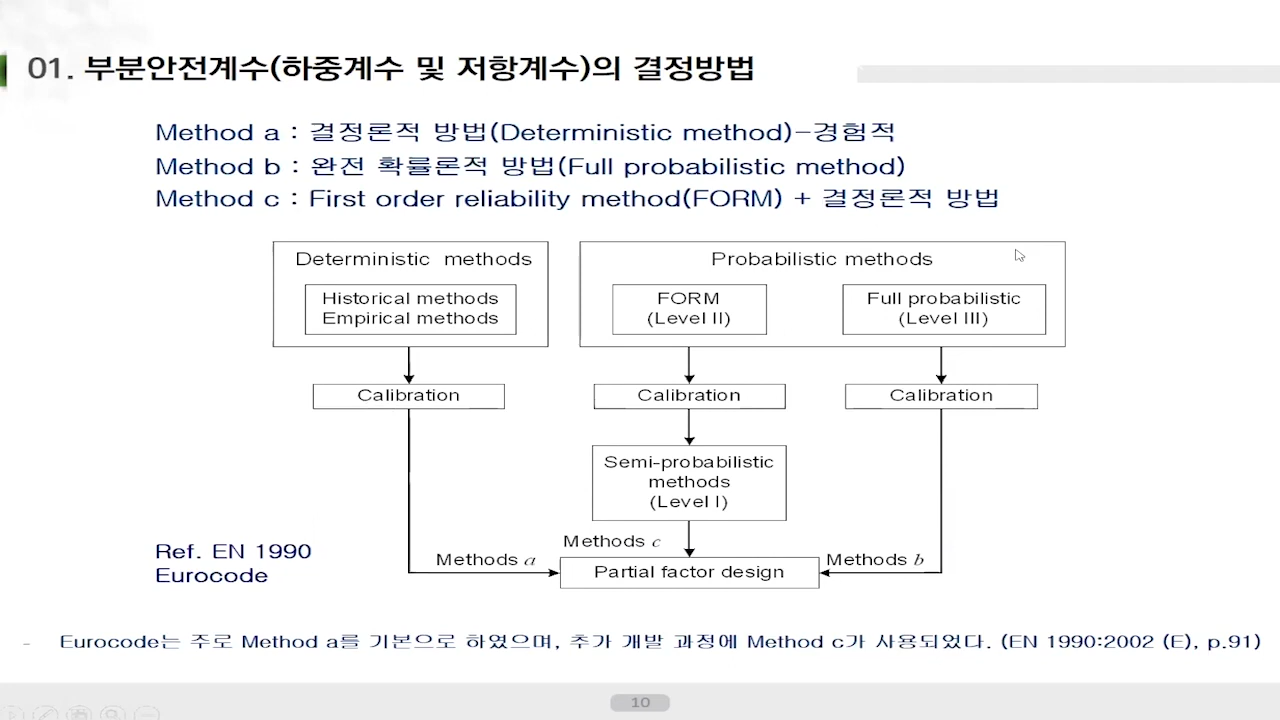 01. 부분안전계수(하중계수 및 저항계수)의 결정방법
Method a : 결정론적 방법(Deterministic method)-경험적
Method b : 완전 확률론적 방법(Full probabilistic method)
Method c : First order reliability method(FORM) + 결정론적 방법
Deterministic methods
Historical methods
Empirical methods
Probabilistic methods
FORM
(Level II)
Full probabilistic
(Level III)
Calibration
Calibration
Calibration
Semi-probabilistic
methods
(Level I)
Methods c
Methods a
Methods b
Partial factor design
Ref. EN 1990
Eurocode
- Eurocode는 주로 Method a를 기본으로 하였으며, 추가 개발 과정에 Method c가 사용되었다. (EN 1990:2002 (E), p.91)
10